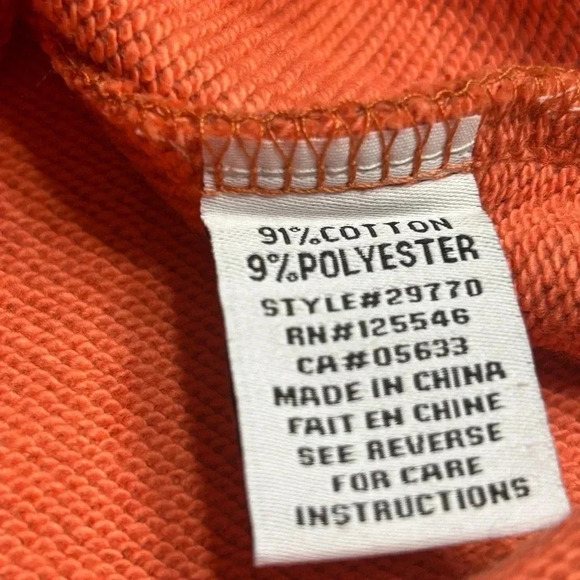 91%COTTON
9%POLYESTER
STYLE#29770
RN#125546
CA#05633
MADE IN CHINA
FAIT EN CHINE
SEE REVERSE
FOR CARE
INSTRUCTIONS